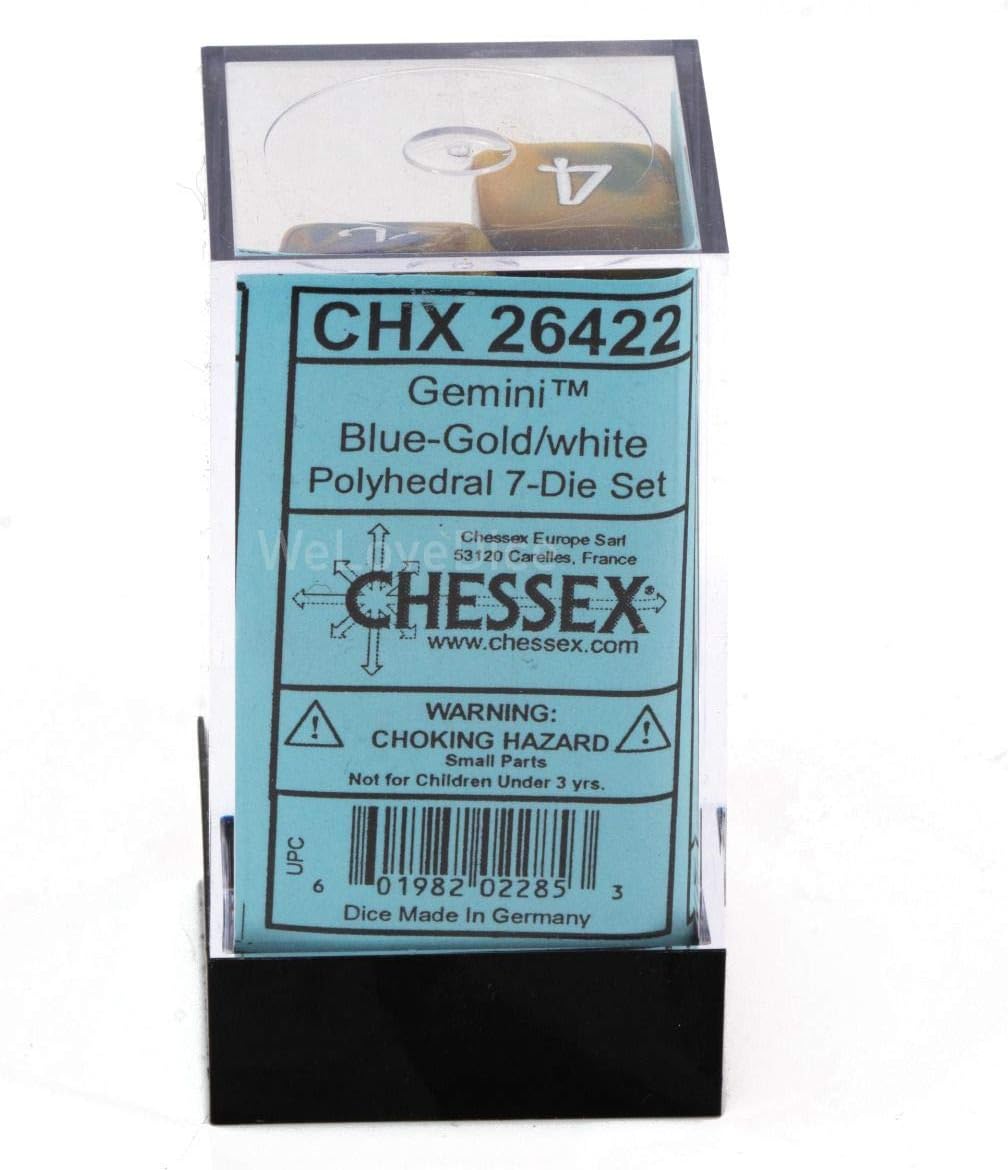 4
2
CHX 26422
Gemini™
Blue-Gold/white
Polyhedral 7-Die Set
WeLoveDice
Chessex Europe Sarl
53120 Carelles, France
CHESSEX®
www.chessex.com
WARNING:
CHOKING HAZARD
Small Parts
Not for Children Under 3 yrs.
UPC
6 01982 02285 3
Dice Made In Germany